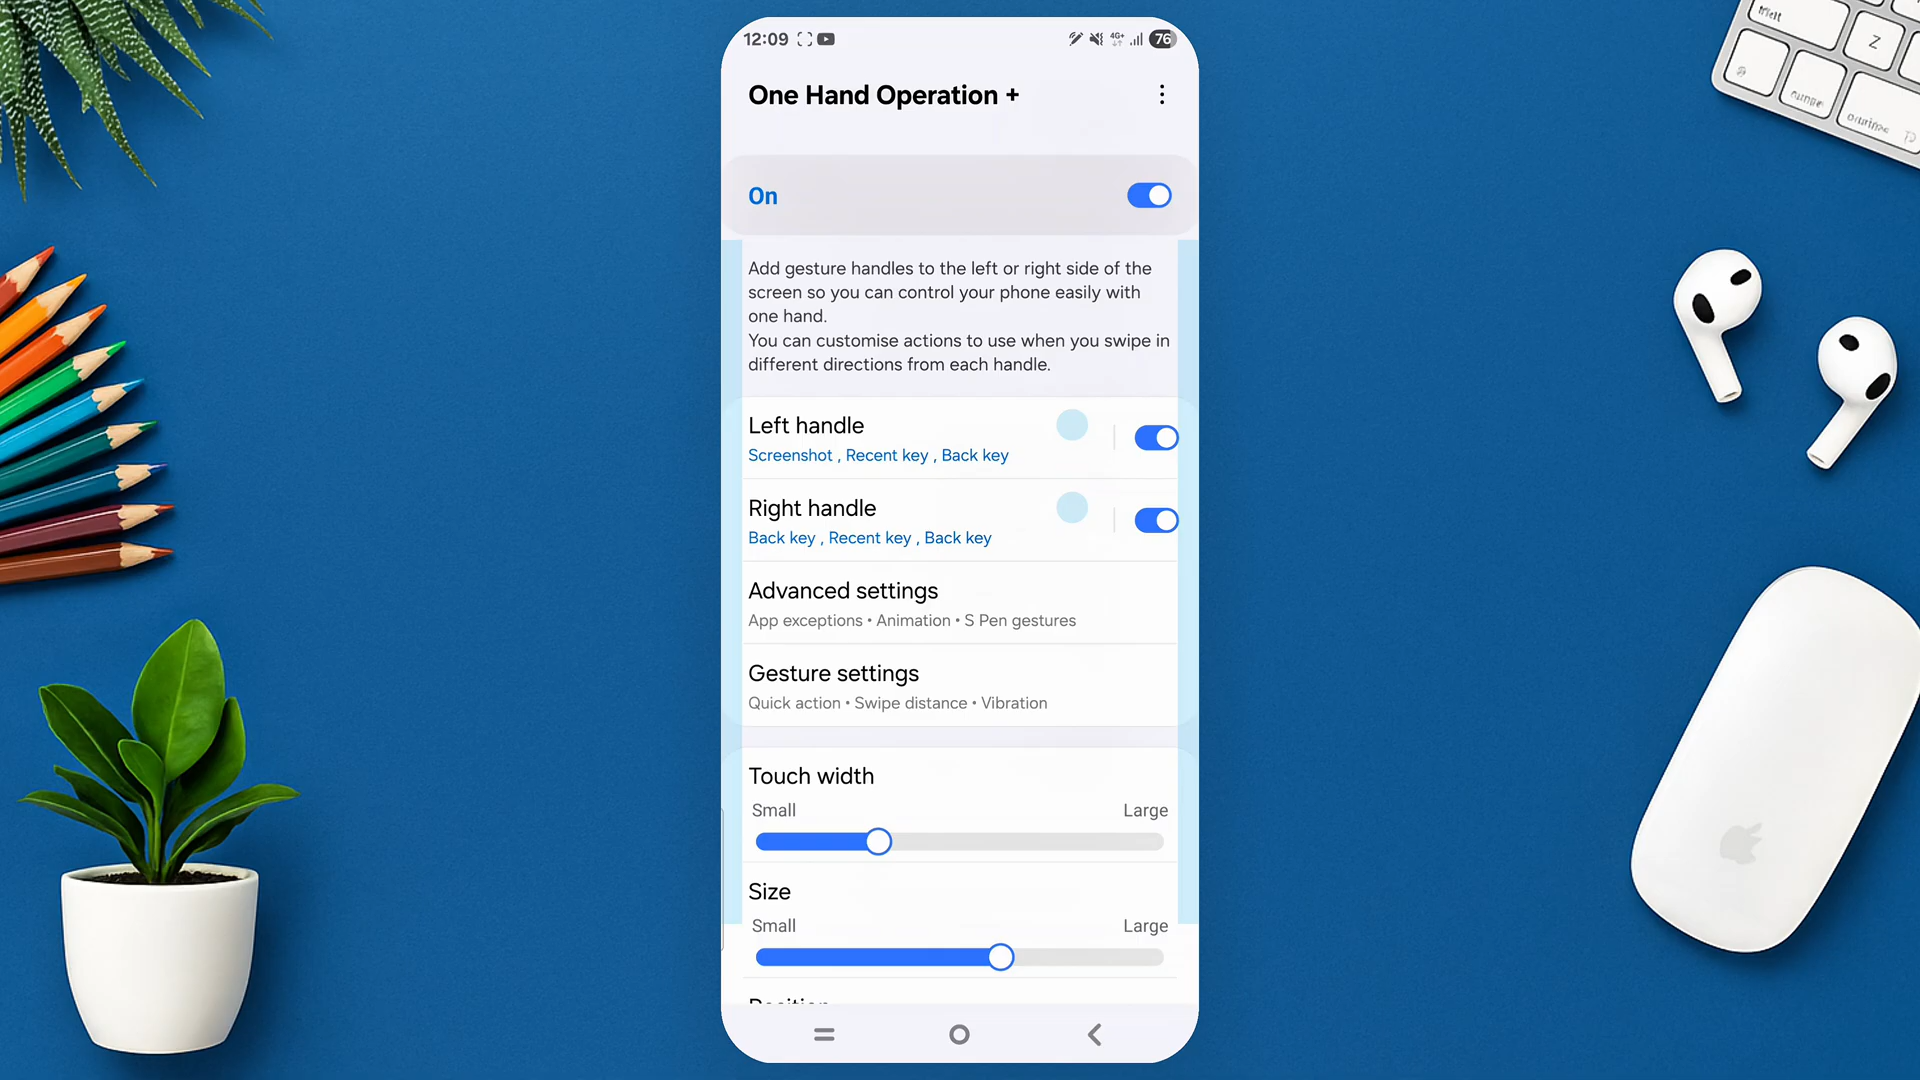 12:09
4G+
76
One Hand Operation +
On
Add gesture handles to the left or right side of the
screen so you can control your phone easily with
one hand.
You can customise actions to use when you swipe in
different directions from each handle.
Left handle
Screenshot , Recent key , Back key
Right handle
Back key , Recent key , Back key
Advanced settings
App exceptions • Animation • S Pen gestures
Gesture settings
Quick action • Swipe distance • Vibration
Touch width
Small Large
Size
Small Large
Z